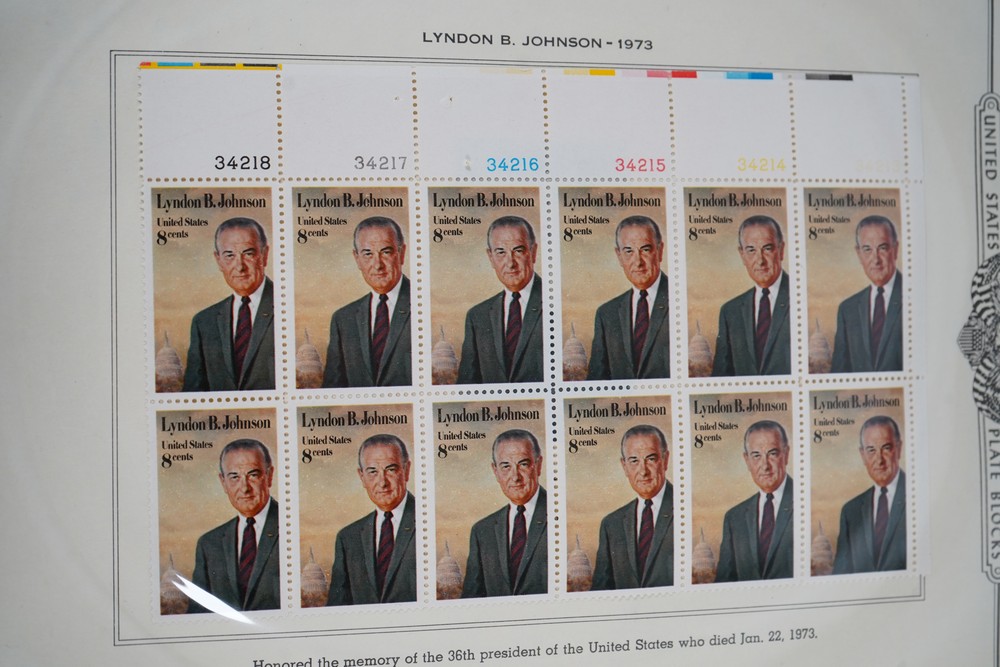 LYNDON B. JOHNSON - 1973
34218 34217 34216 34215 34214
Lyndon B. Johnson Lyndon B. Johnson Lyndon B. Johnson Lyndon B. Johnson Lyndon B. Johnson Lyndon B. Johnson
United States United States United States United States United States United States
8 cents 8 cents 8 cents 8 cents 8 cents 8 cents
Lyndon B. Johnson Lyndon B. Johnson Lyndon B. Johnson Lyndon B. Johnson Lyndon B. Johnson Lyndon B. Johnson
United States United States United States United States United States United States
8 cents 8 cents 8 cents 8 cents 8 cents 8 cents
Honored the memory of the 36th president of the United States who died Jan. 22, 1973.
UNITED STATES
PLATE BLOCKS